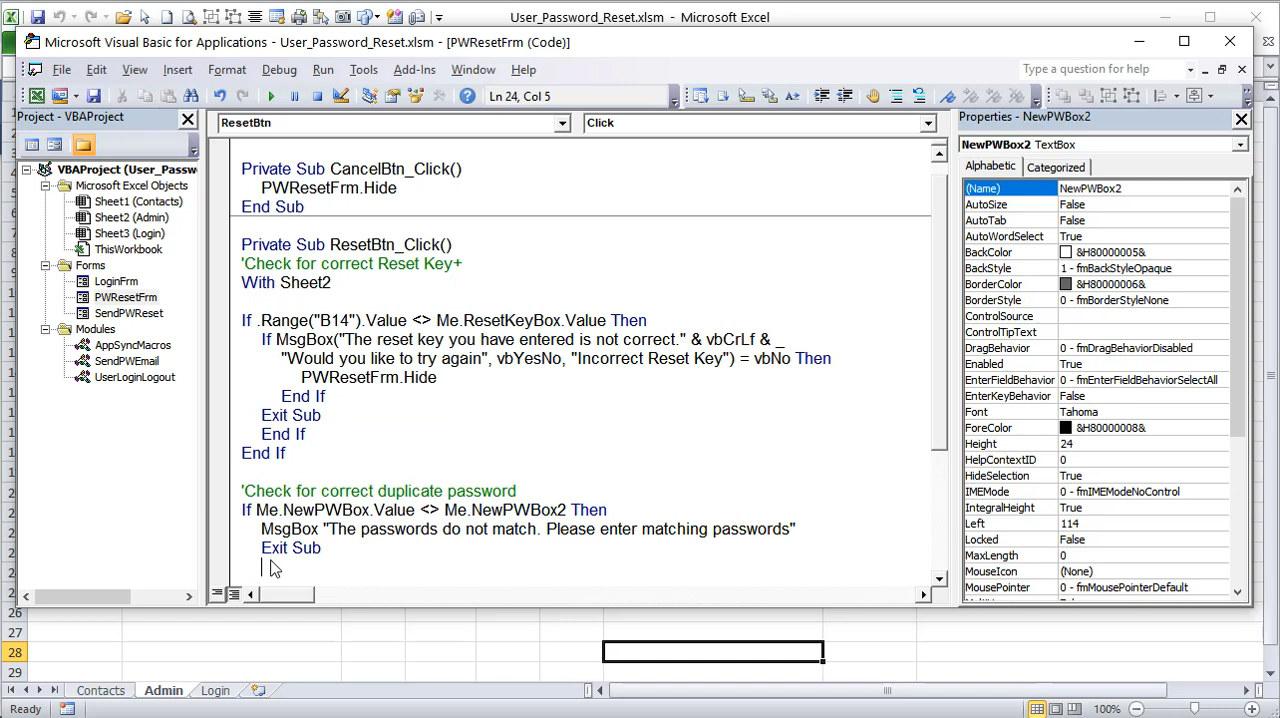 User_Password_Reset.xlsm - Microsoft Excel
Microsoft Visual Basic for Applications - User_Password_Reset.xlsm - [PWResetFrm (Code)]
File Edit View Insert Format Debug Run Tools Add-Ins Window Help
Type a question for help
Ln 24, Col 5
Project - VBAProject
ResetBtn
Click
Properties - NewPWBox2
VBAProject (User_Passw
Microsoft Excel Objects
Sheet1 (Contacts)
Sheet2 (Admin)
Sheet3 (Login)
ThisWorkbook
Forms
LoginFrm
PWResetFrm
SendPWReset
Modules
AppSyncMacros
SendPWEmail
UserLoginLogout
Private Sub CancelBtn_Click()
PWResetFrm.Hide
End Sub
Private Sub ResetBtn_Click()
'Check for correct Reset Key+
With Sheet2
If .Range("B14").Value <> Me.ResetKeyBox.Value Then
If MsgBox("The reset key you have entered is not correct." & vbCrLf & _
"Would you like to try again", vbYesNo, "Incorrect Reset Key") = vbNo Then
PWResetFrm.Hide
End If
Exit Sub
End If
End If
'Check for correct duplicate password
If Me.NewPWBox.Value <> Me.NewPWBox2 Then
MsgBox "The passwords do not match. Please enter matching passwords"
Exit Sub
NewPWBox2 TextBox
Alphabetic Categorized
(Name) NewPWBox2
AutoSize False
AutoTab False
AutoWordSelect True
BackColor &H80000005&
BackStyle 1 - fmBackStyleOpaque
BorderColor &H80000006&
BorderStyle 0 - fmBorderStyleNone
ControlSource
ControlTipText
DragBehavior 0 - fmDragBehaviorDisabled
Enabled True
EnterFieldBehavior 0 - fmEnterFieldBehaviorSelectAll
EnterKeyBehavior False
Font Tahoma
ForeColor &H80000008&
Height 24
HelpContextID 0
HideSelection True
IMEMode 0 - fmIMEModeNoControl
IntegralHeight True
Left 114
Locked False
MaxLength 0
MouseIcon (None)
MousePointer 0 - fmMousePointerDefault
26
27
28
29
Contacts Admin Login
Ready
100%